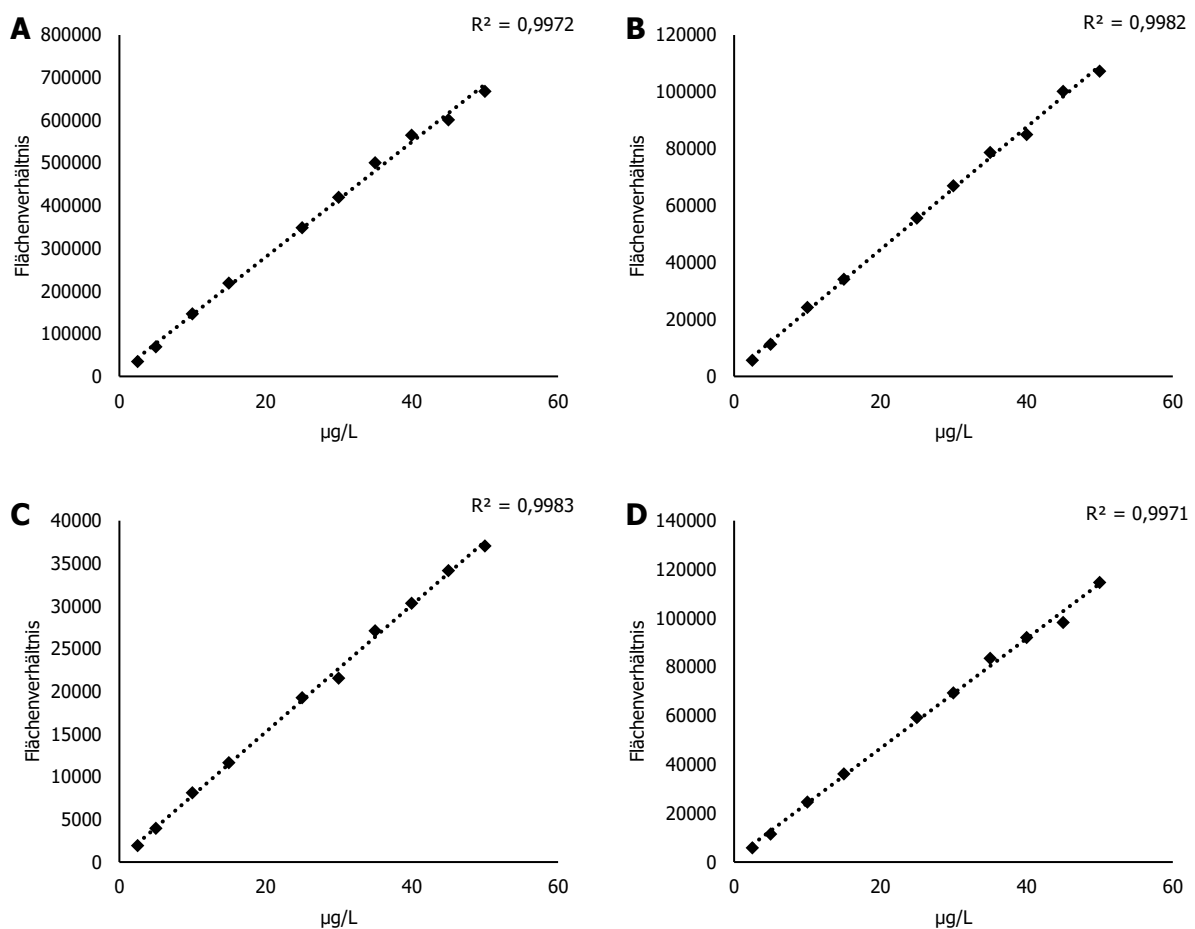 A
R² = 0,9972
800000
700000
600000
500000
400000
300000
200000
100000
0
Flächenverhältnis
0 20 40 60
µg/L
B
R² = 0,9982
120000
100000
80000
60000
40000
20000
0
Flächenverhältnis
0 20 40 60
µg/L
C
R² = 0,9983
40000
35000
30000
25000
20000
15000
10000
5000
0
Flächenverhältnis
0 20 40 60
µg/L
D
R² = 0,9971
140000
120000
100000
80000
60000
40000
20000
0
Flächenverhältnis
0 20 40 60
µg/L